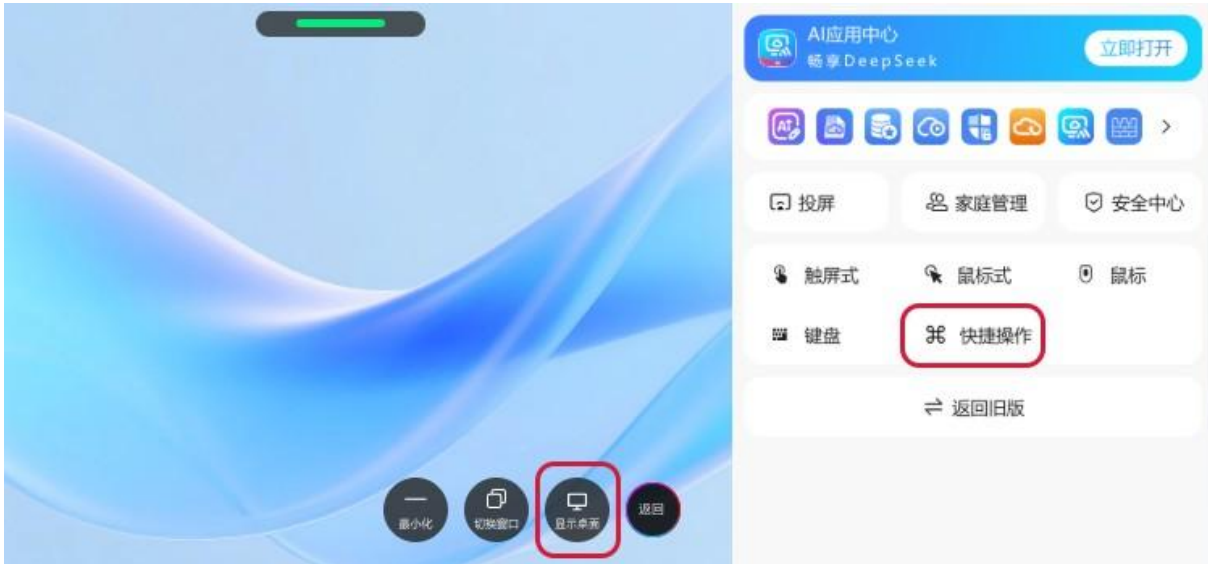 最小化
切换窗口
显示桌面
返回
AI应用中心
畅享DeepSeek
立即打开
AI
投屏
家庭管理
安全中心
触屏式
鼠标式
鼠标
键盘
快捷操作
返回旧版